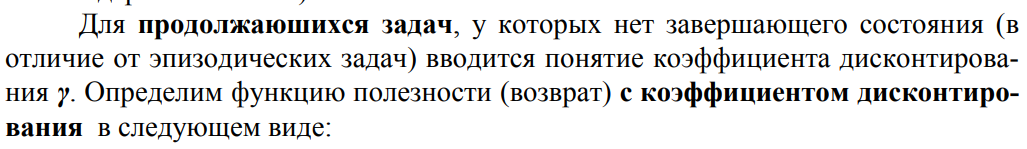 Для продолжаюшихся задач, у которых нет завершающего состояния (в
отличие от эпизодических задач) вводится понятие коэффициента дисконтирова-
ния γ. Определим функцию полезности (возврат) с коэффициентом дисконтиро-
вания в следующем виде: